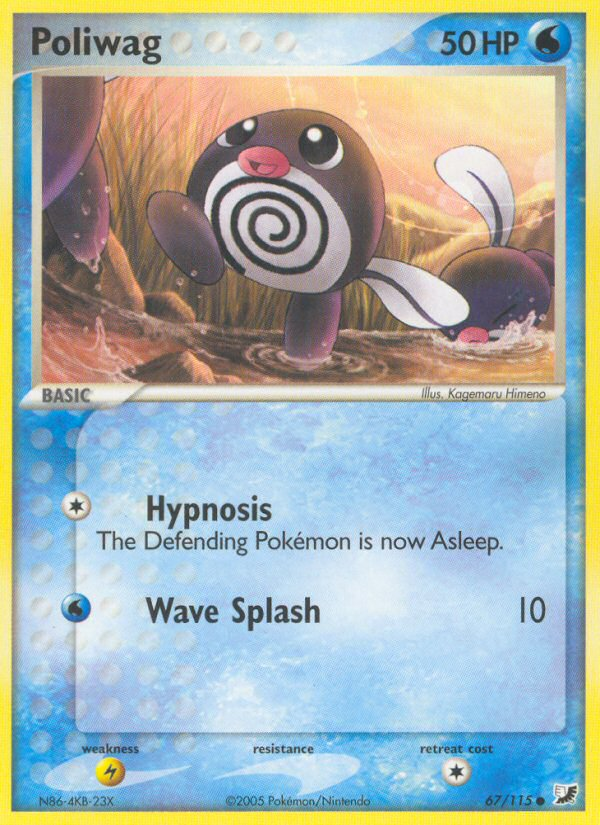 Poliwag
50 HP
BASIC
Illus. Kagemaru Himeno
Hypnosis
The Defending Pokémon is now Asleep.
Wave Splash 10
weakness resistance retreat cost
N86-4KB-23X
©2005 Pokémon/Nintendo
67/115